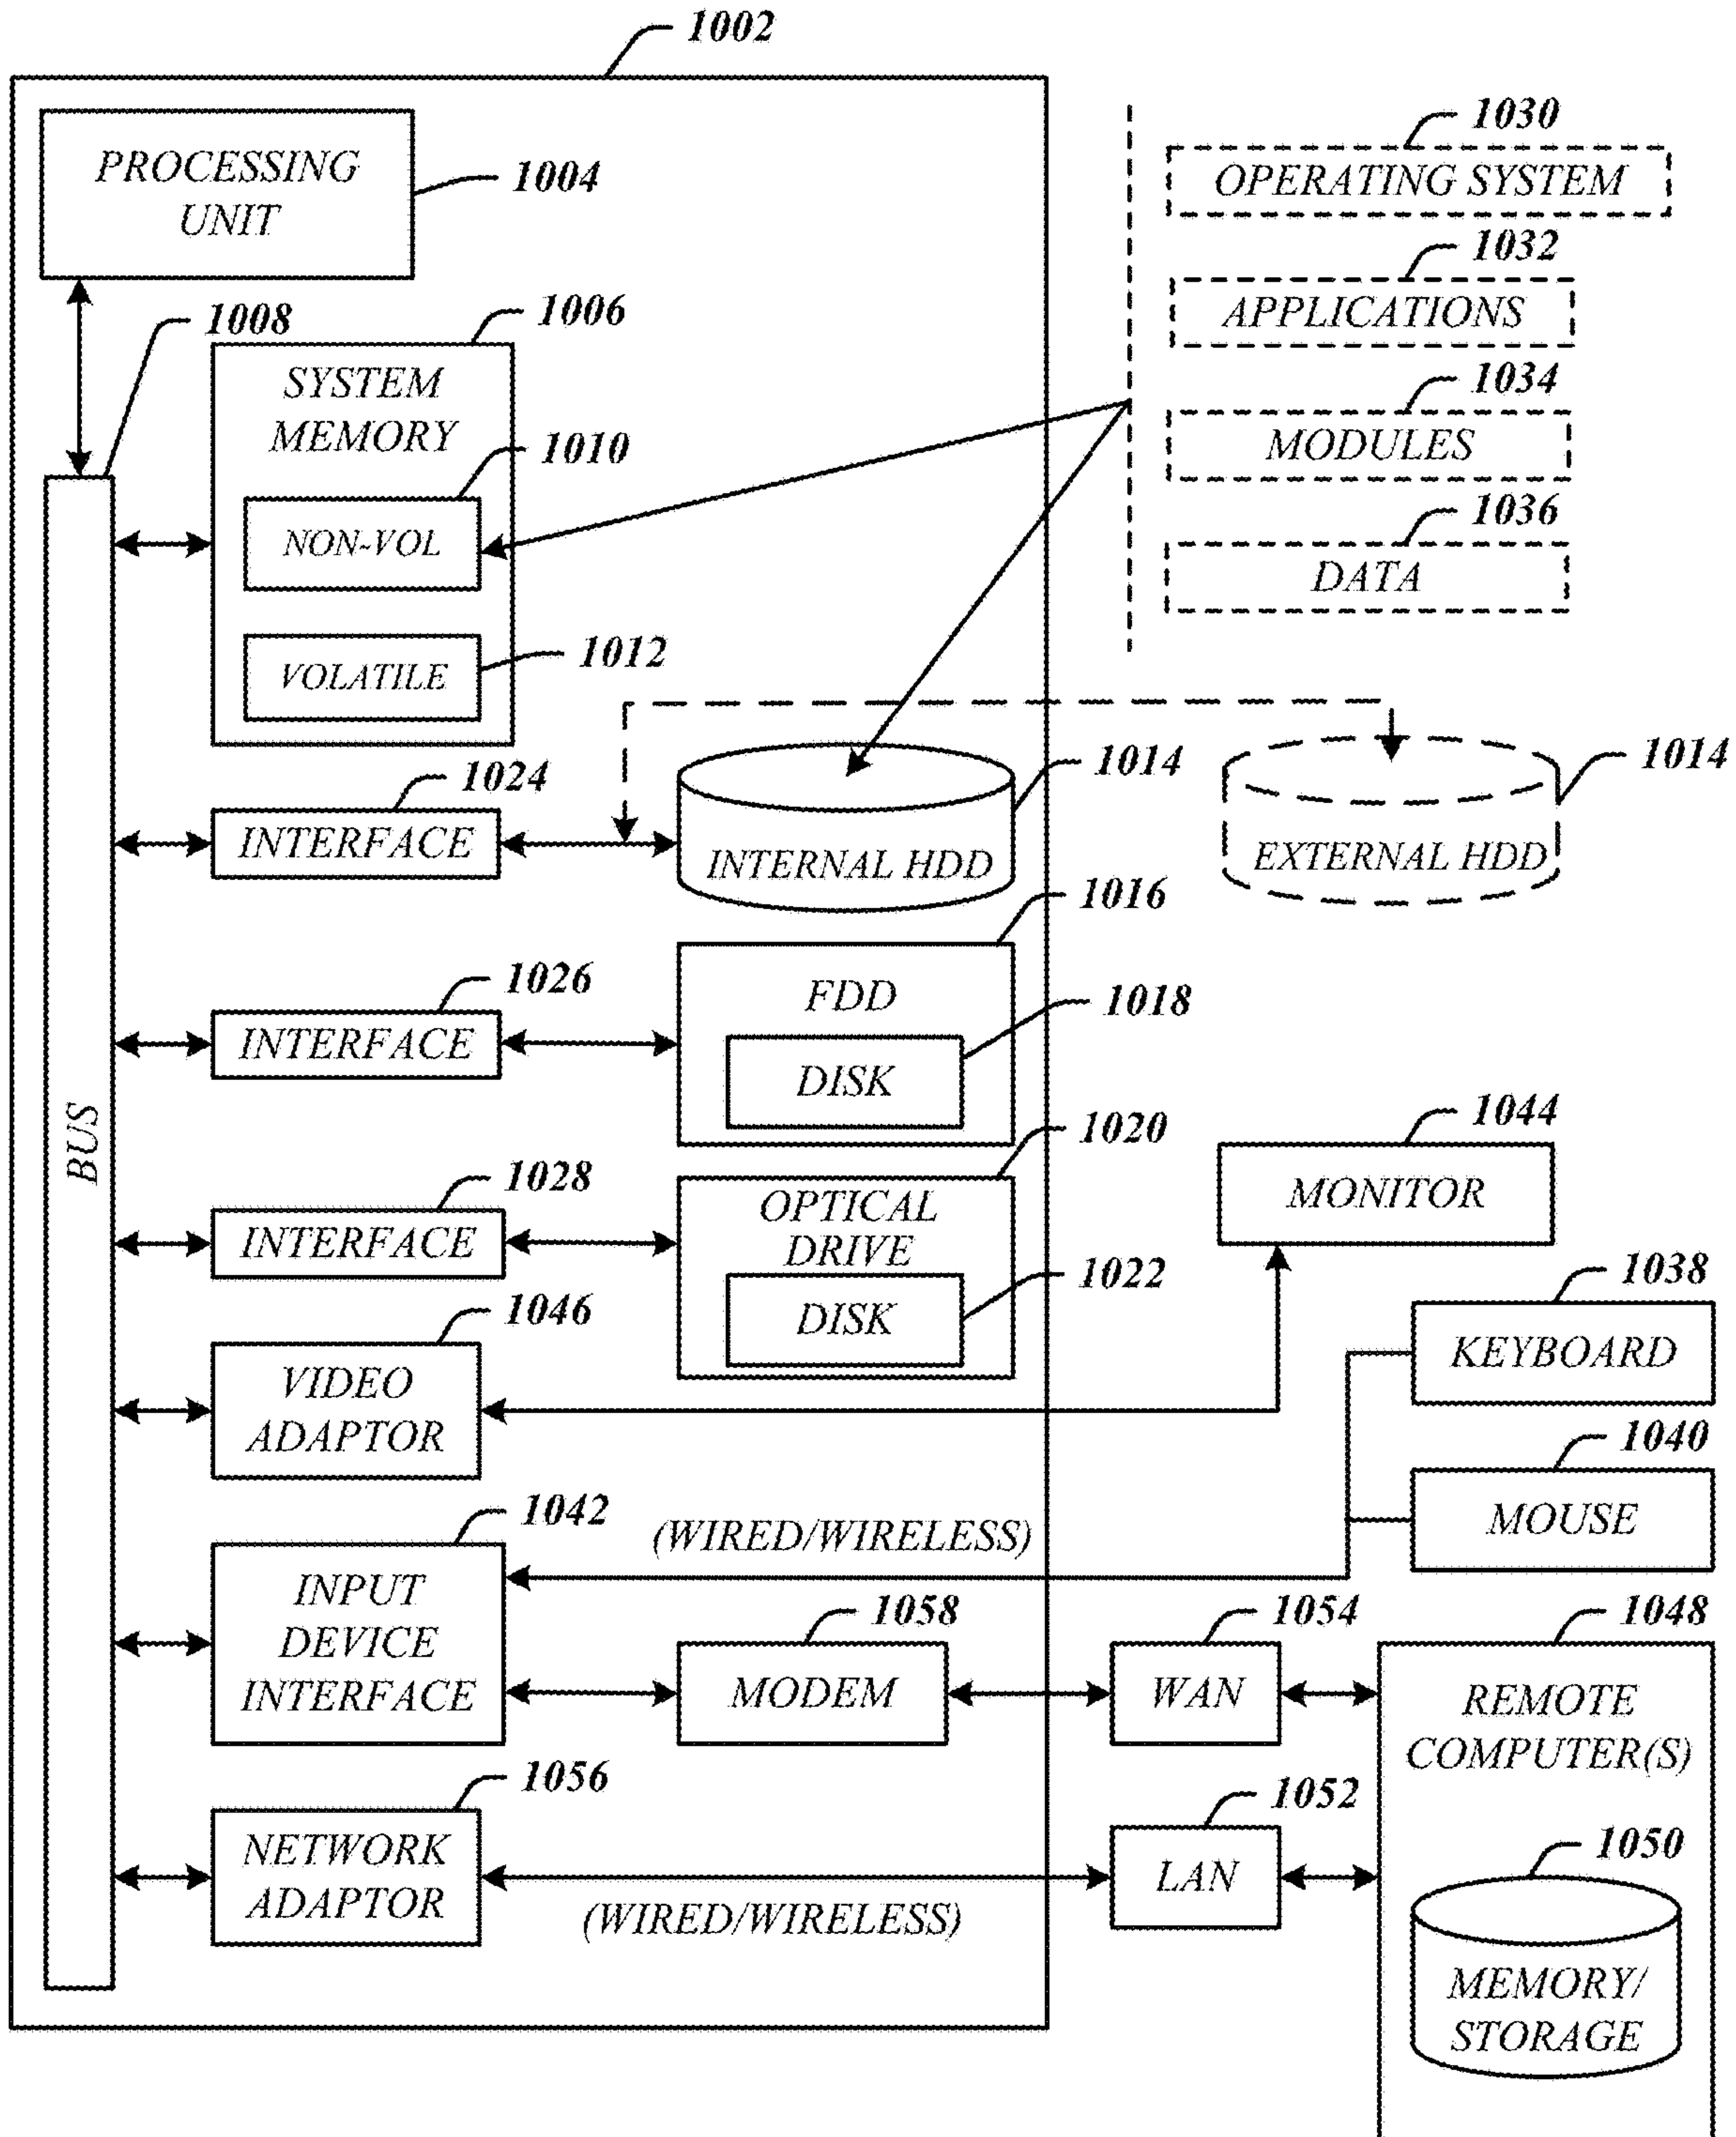 1002
PROCESSING
UNIT
1004
1030
OPERATING SYSTEM
1032
APPLICATIONS
1034
MODULES
1036
DATA
1008
1006
SYSTEM
MEMORY
1010
NON-VOL
1012
VOLATILE
1024
INTERFACE
1014
INTERNAL HDD
1014
EXTERNAL HDD
1016
FDD
1018
DISK
1026
INTERFACE
BUS
1020
OPTICAL
DRIVE
1022
DISK
1028
INTERFACE
1044
MONITOR
1038
KEYBOARD
1046
VIDEO
ADAPTOR
1040
MOUSE
1042
(WIRED/WIRELESS)
INPUT
DEVICE
INTERFACE
1058
MODEM
1054
WAN
1048
REMOTE
COMPUTER(S)
1056
NETWORK
ADAPTOR
(WIRED/WIRELESS)
1052
LAN
1050
MEMORY/
STORAGE